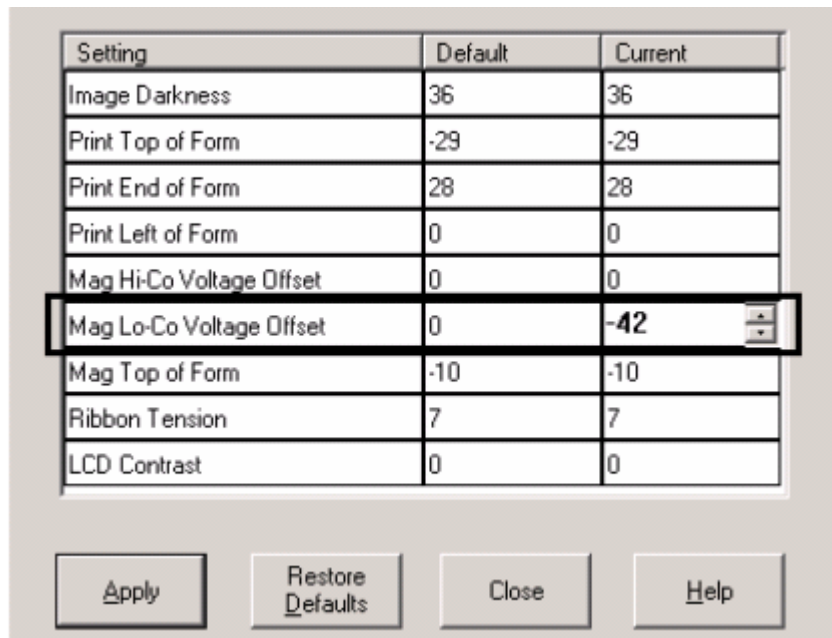 Setting Default Current
Image Darkness 36 36
Print Top of Form -29 -29
Print End of Form 28 28
Print Left of Form 0 0
Mag Hi-Co Voltage Offset 0 0
Mag Lo-Co Voltage Offset 0 -42
Mag Top of Form -10 -10
Ribbon Tension 7 7
LCD Contrast 0 0
Apply Restore Defaults Close Help